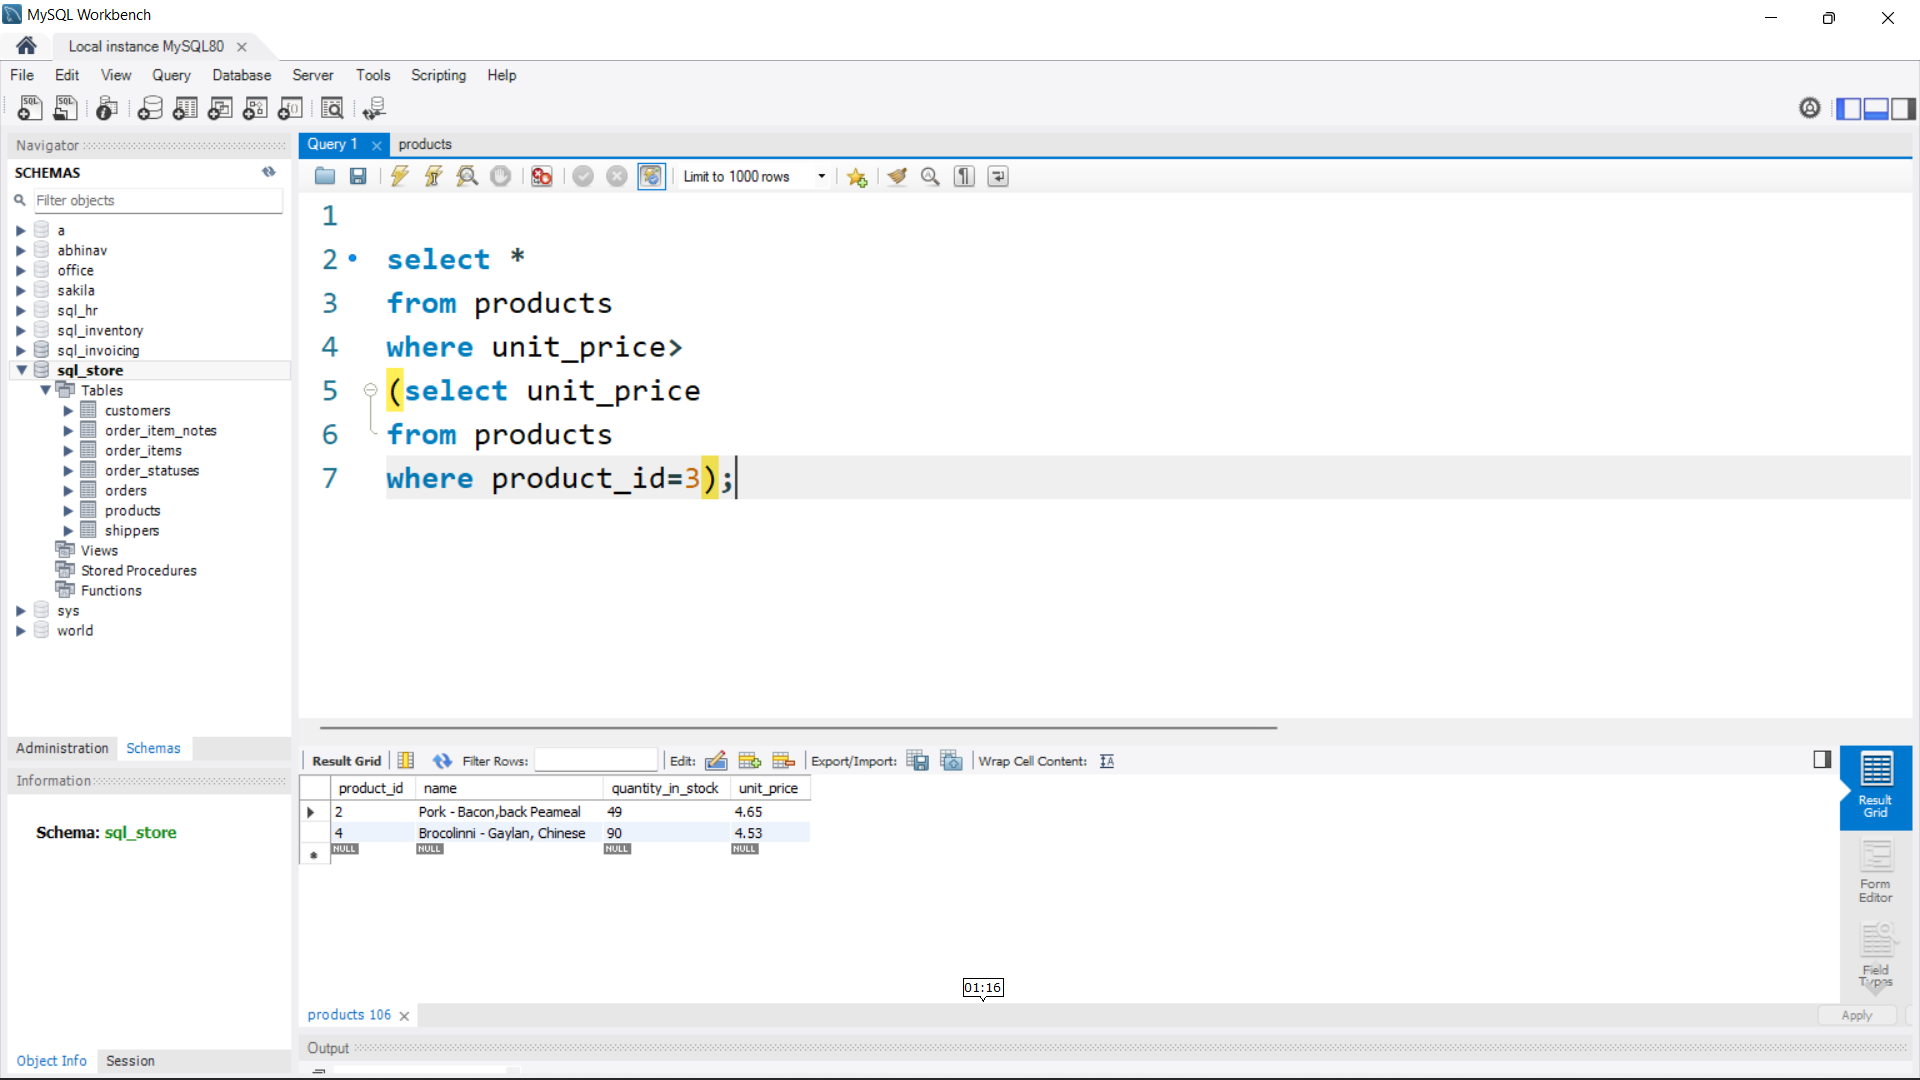 MySQL Workbench
Local instance MySQL80
File Edit View Query Database Server Tools Scripting Help
Navigator
SCHEMAS
Filter objects
a
abhinav
office
sakila
sql_hr
sql_inventory
sql_invoicing
sql_store
Tables
customers
order_item_notes
order_items
order_statuses
orders
products
shippers
Views
Stored Procedures
Functions
sys
world
Administration Schemas
Information
Schema: sql_store
Object Info Session
Query 1 products
Limit to 1000 rows
1
2 select *
3 from products
4 where unit_price>
5 (select unit_price
6 from products
7 where product_id=3);
Result Grid Filter Rows: Edit: Export/Import: Wrap Cell Content:
product_id name quantity_in_stock unit_price
2 Pork - Bacon,back Peameal 49 4.65
4 Brocolinni - Gaylan, Chinese 90 4.53
NULL NULL NULL NULL
Result
Grid
Form
Editor
Field
Types
01:16
products 106
Apply
Output